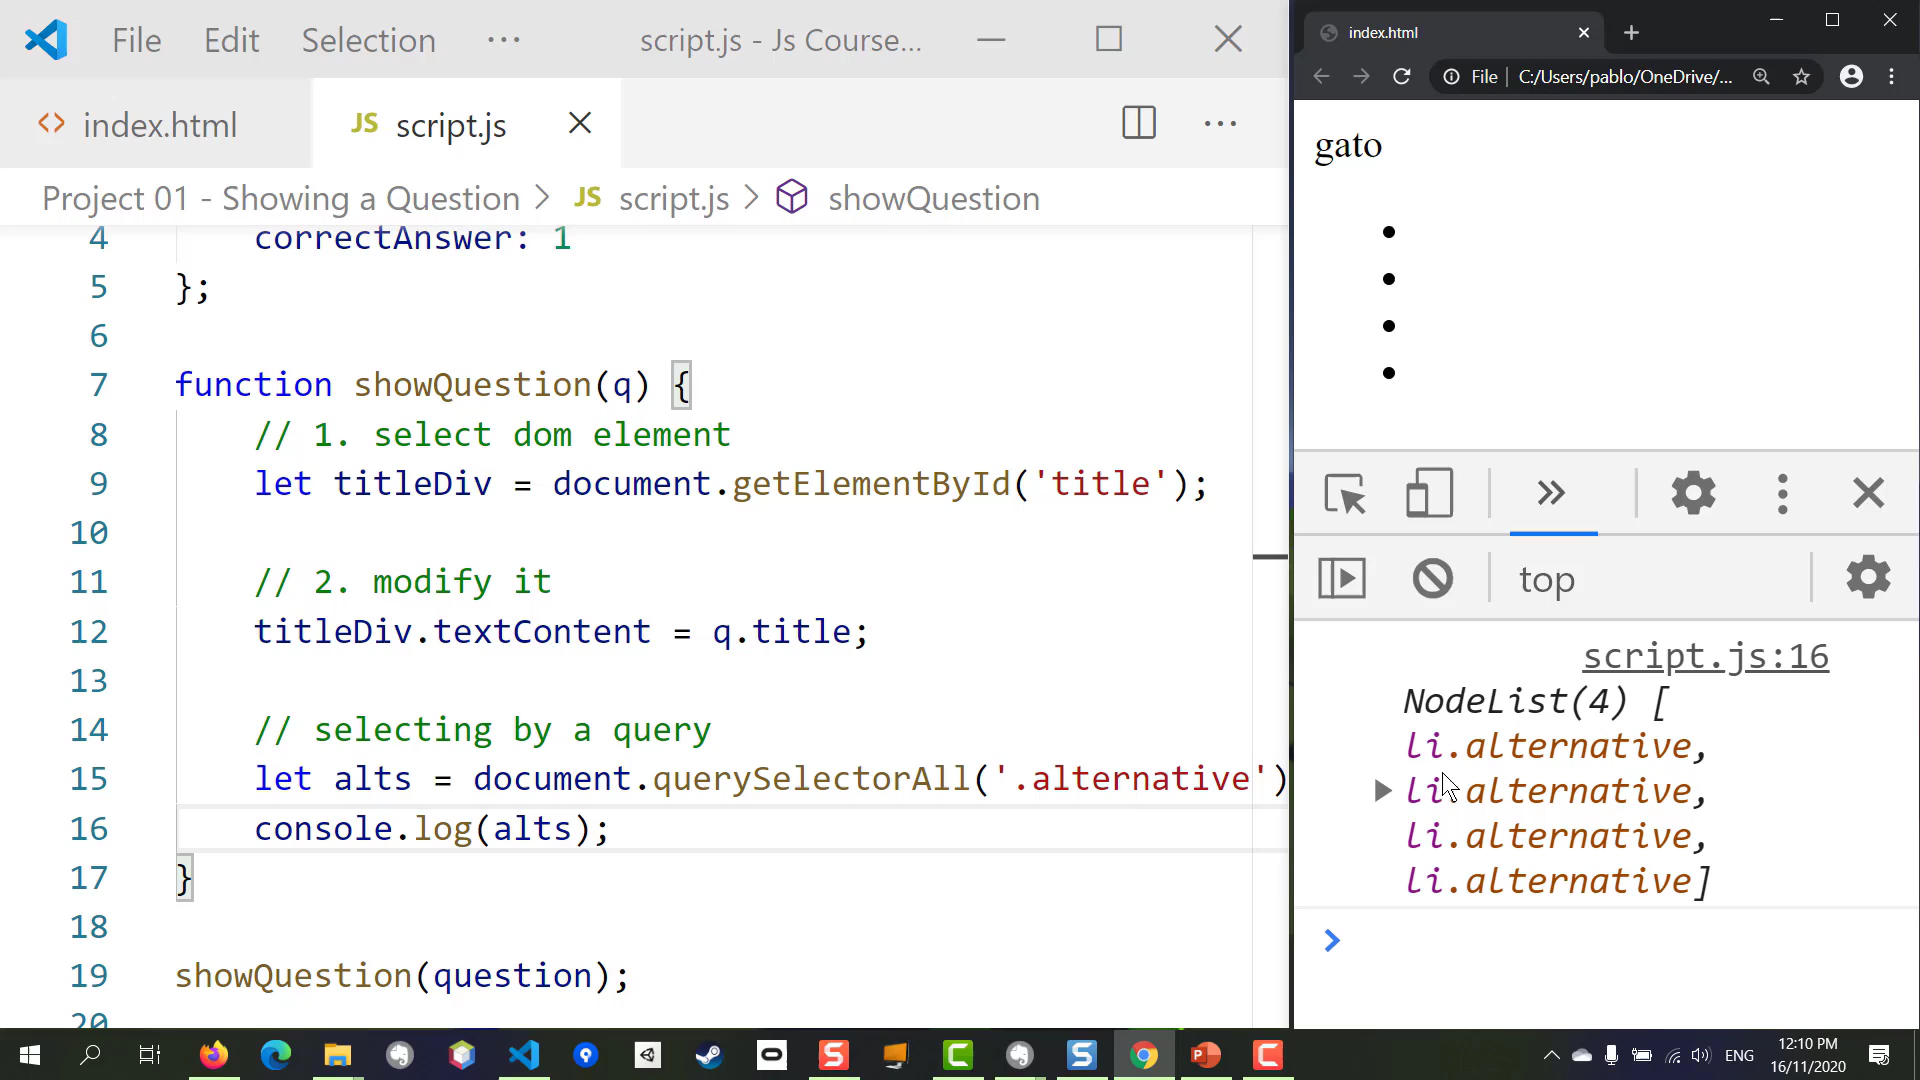 File Edit Selection ··· script.js - Js Course...
index.html JS script.js
Project 01 - Showing a Question > JS script.js > showQuestion
4 correctAnswer: 1
5 };
6
7 function showQuestion(q) {
8 // 1. select dom element
9 let titleDiv = document.getElementById('title');
10
11 // 2. modify it
12 titleDiv.textContent = q.title;
13
14 // selecting by a query
15 let alts = document.querySelectorAll('.alternative')
16 console.log(alts);
17 }
18
19 showQuestion(question);
20
index.html
File C:/Users/pablo/OneDrive/...
gato
top
script.js:16
NodeList(4) [
li.alternative,
li.alternative,
li.alternative,
li.alternative]
ENG
12:10 PM
16/11/2020